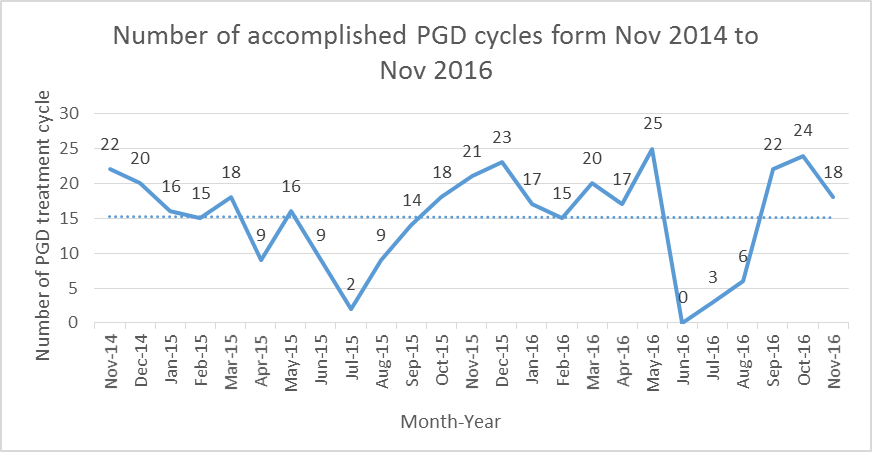 Number of accomplished PGD cycles form Nov 2014 to
Nov 2016
Number of PGD treatment cycle
30
25
20
15
10
5
0
22
20
16
15
18
9
16
9
2
9
14
18
21
23
17
15
20
17
25
0
3
6
22
24
18
Nov-14
Dec-14
Jan-15
Feb-15
Mar-15
Apr-15
May-15
Jun-15
Jul-15
Aug-15
Sep-15
Oct-15
Nov-15
Dec-15
Jan-16
Feb-16
Mar-16
Apr-16
May-16
Jun-16
Jul-16
Aug-16
Sep-16
Oct-16
Nov-16
Month-Year